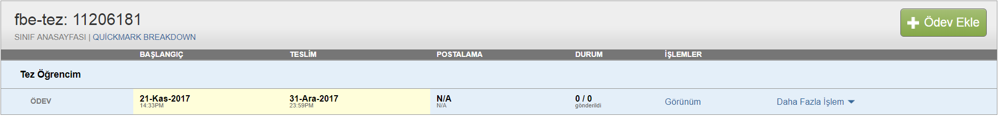 fbe-tez: 11206181
Ödev Ekle
SINIF ANASAYFASI | QUİCKMARK BREAKDOWN
BAŞLANGIÇ TESLİM POSTALAMA DURUM İŞLEMLER
Tez Öğrencim
ÖDEV 21-Kas-2017 31-Ara-2017 N/A 0 / 0 Görünüm Daha Fazla İşlem
14:33PM 23:59PM N/A gönderildi